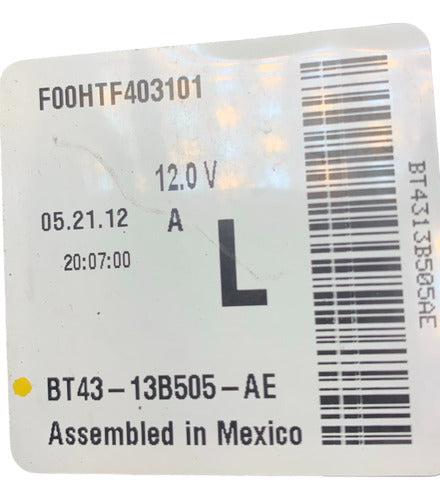 F00HTF403101
12.0 V
05.21.12 A
L
20:07:00
BT43-13B505-AE
Assembled in Mexico
BT4313B505AE